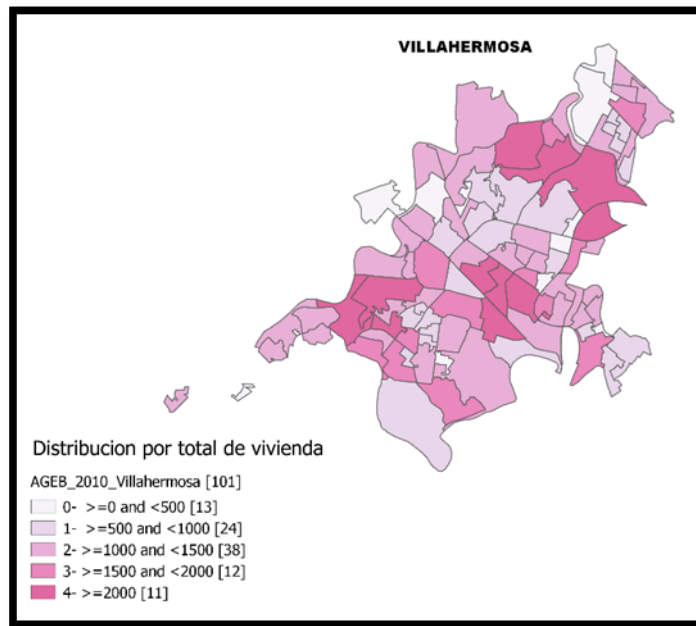 VILLAHERMOSA
Distribucion por total de vivienda
AGEB_2010_Villahermosa [101]
0- >=0 and <500 [13]
1- >=500 and <1000 [24]
2- >=1000 and <1500 [38]
3- >=1500 and <2000 [12]
4- >=2000 [11]